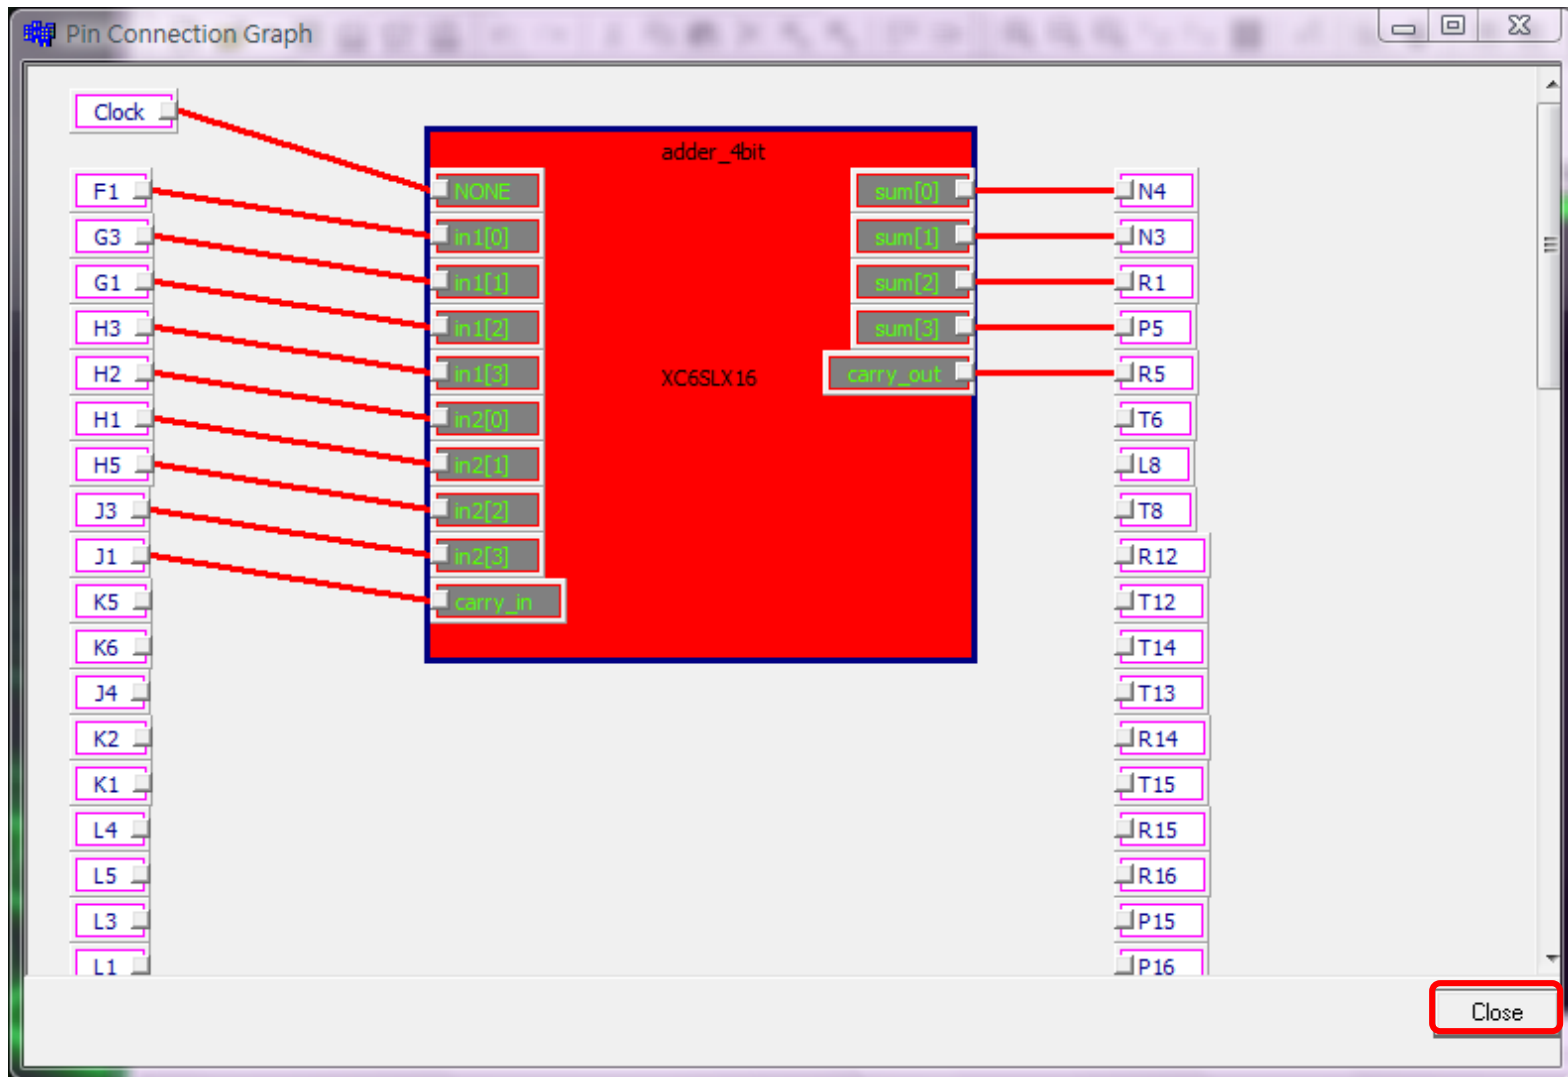 Pin Connection Graph
Clock
F1
G3
G1
H3
H2
H1
H5
J3
J1
K5
K6
J4
K2
K1
L4
L5
L3
L1
adder_4bit
NONE
in1[0]
in1[1]
in1[2]
in1[3]
in2[0]
in2[1]
in2[2]
in2[3]
carry_in
XC6SLX16
sum[0]
sum[1]
sum[2]
sum[3]
carry_out
N4
N3
R1
P5
R5
T6
L8
T8
R12
T12
T14
T13
R14
T15
R15
R16
P15
P16
Close